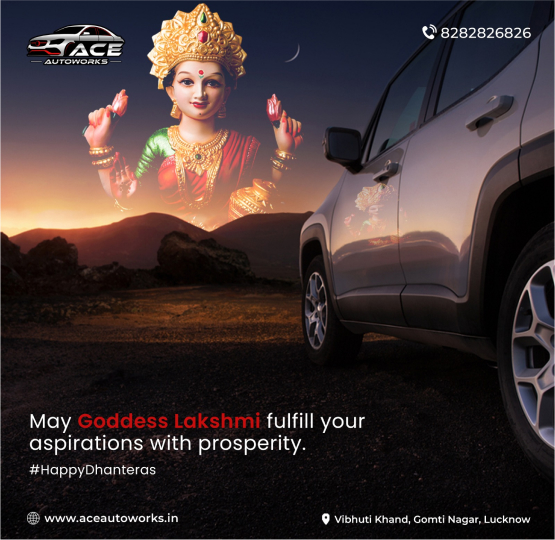 ACE
AUTOWORKS
8282826826
May Goddess Lakshmi fulfill your
aspirations with prosperity.
#HappyDhanteras
www.aceautoworks.in
Vibhuti Khand, Gomti Nagar, Lucknow